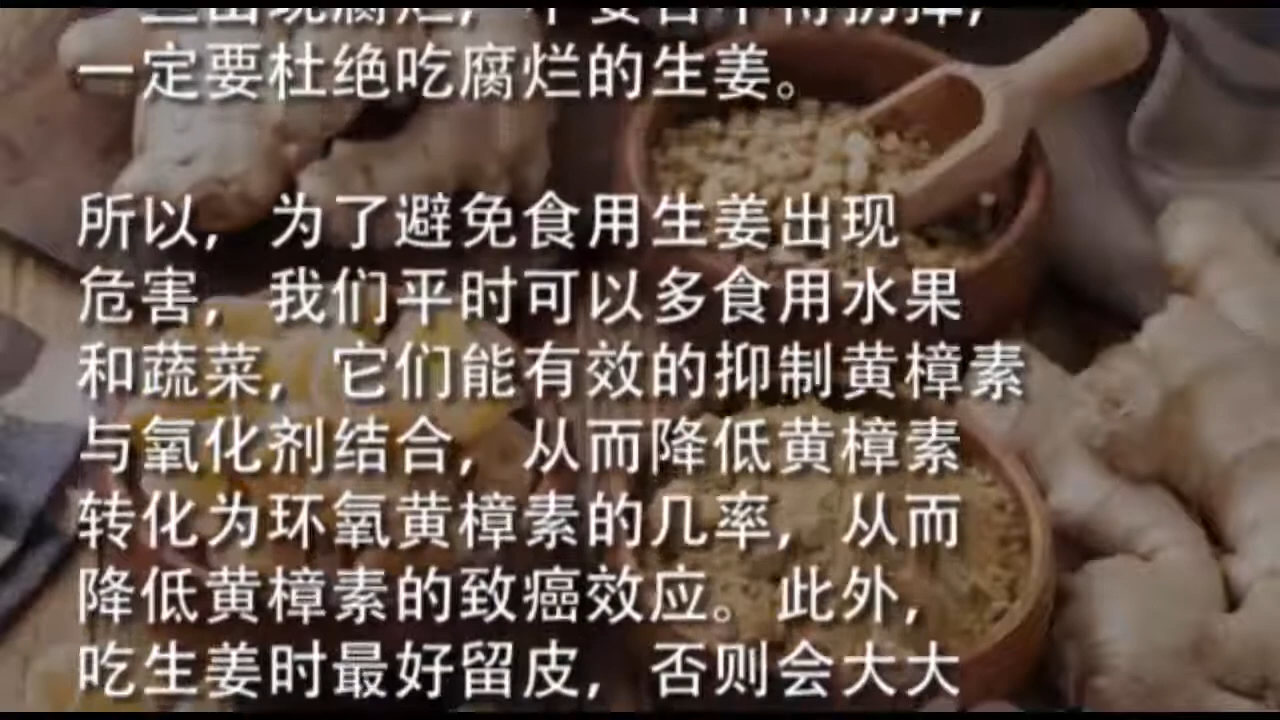 一定要杜绝吃腐烂的生姜。
所以，为了避免食用生姜出现
危害，我们平时可以多食用水果
和蔬菜，它们能有效的抑制黄樟素
与氧化剂结合，从而降低黄樟素
转化为环氧黄樟素的几率，从而
降低黄樟素的致癌效应。此外，
吃生姜时最好留皮，否则会大大